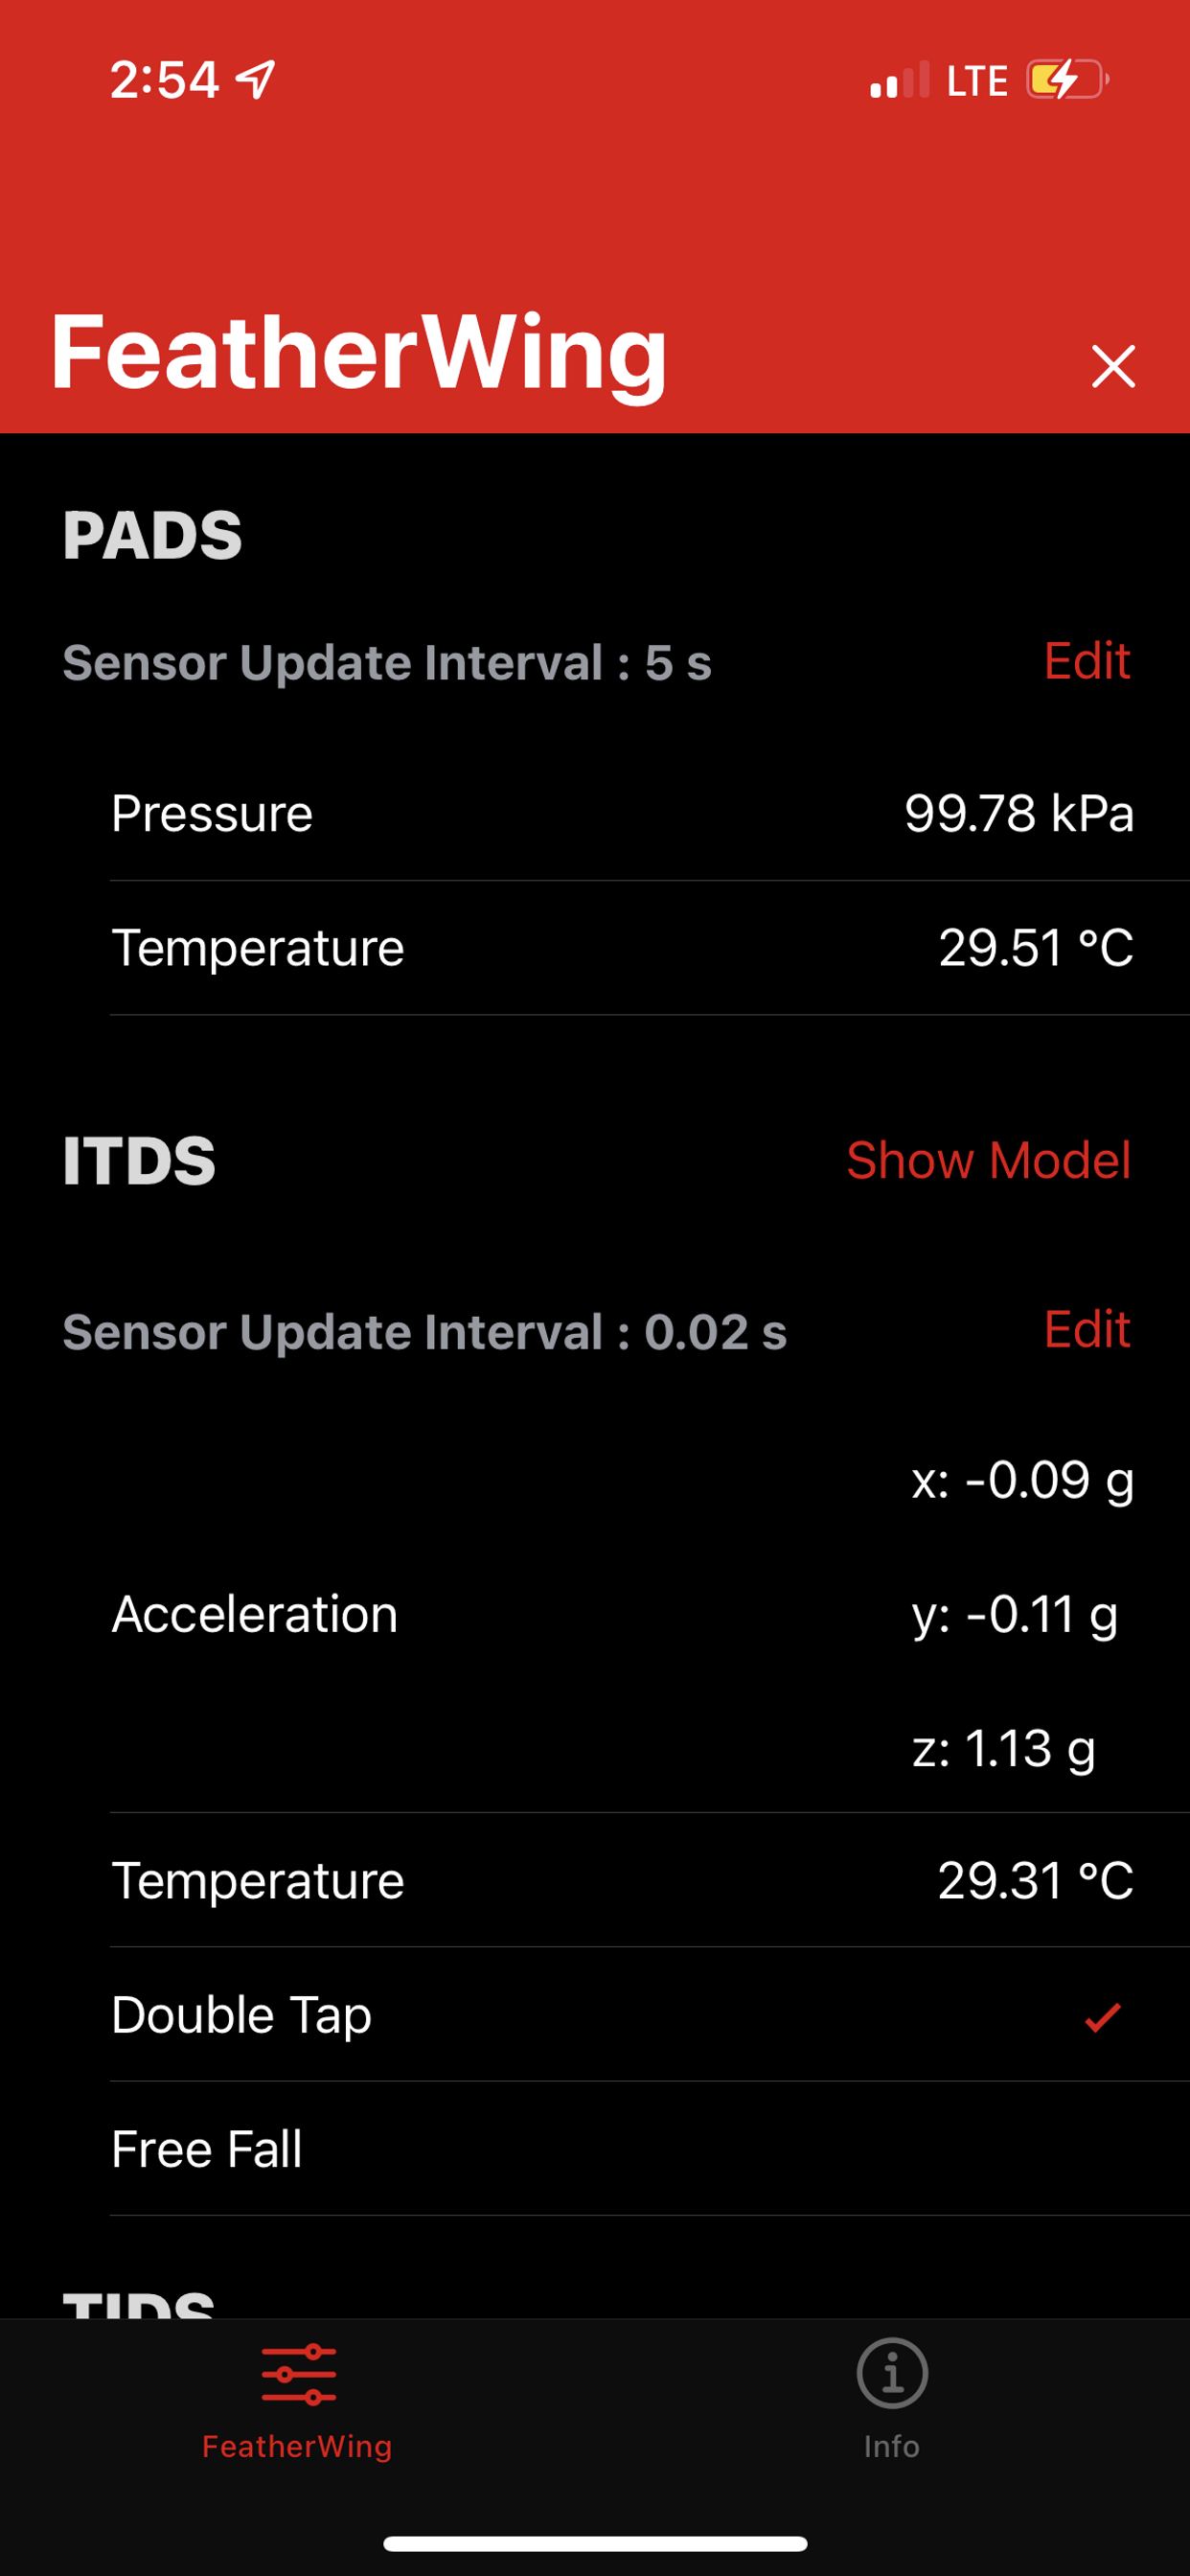 2:54 LTE
FeatherWing
PADS
Sensor Update Interval : 5 s Edit
Pressure 99.78 kPa
Temperature 29.51 °C
ITDS Show Model
Sensor Update Interval : 0.02 s Edit
x: -0.09 g
Acceleration y: -0.11 g
z: 1.13 g
Temperature 29.31 °C
Double Tap
Free Fall
TIDS
FeatherWing Info